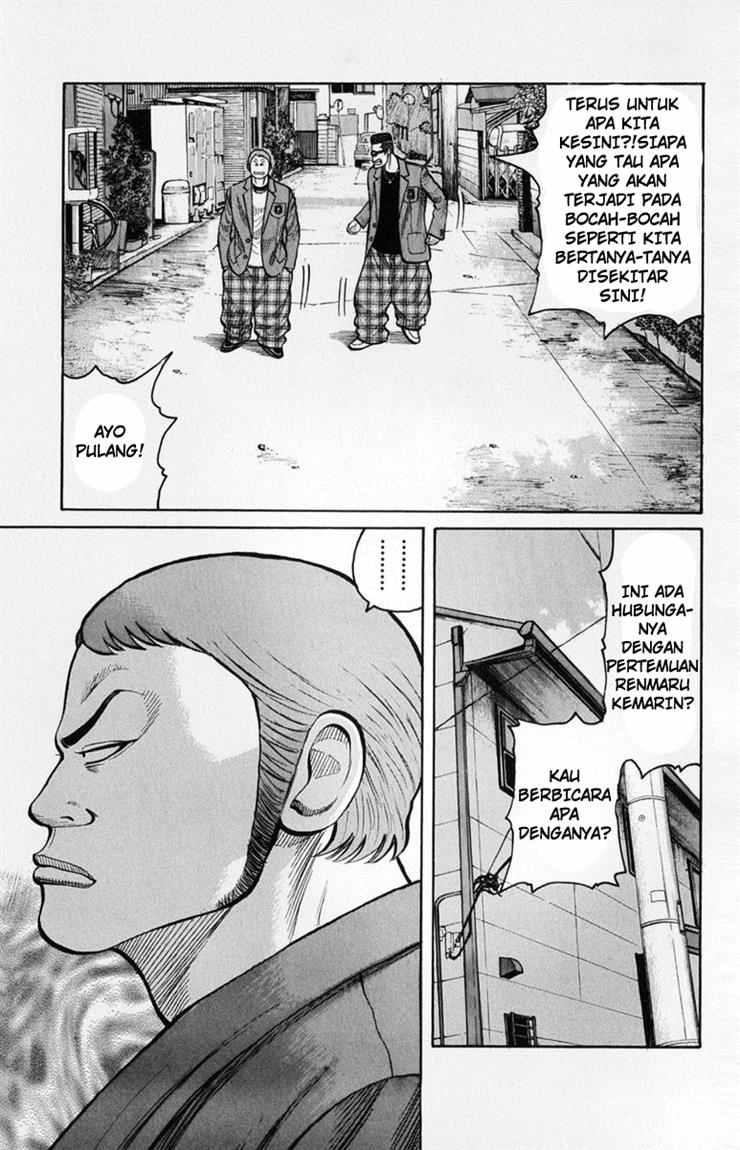 TERUS UNTUK
APA KITA
KESINI?!SIAPA
YANG TAU APA
YANG AKAN
TERJADI PADA
BOCAH-BOCAH
SEPERTI KITA
BERTANYA-TANYA
DISEKITAR
SINI!
AYO
PULANG!
INI ADA
HUBUNGA-
NYA
DENGAN
PERTEMUAN
RENMARU
KEMARIN?
KAU
BERBICARA
APA
DENGANYA?